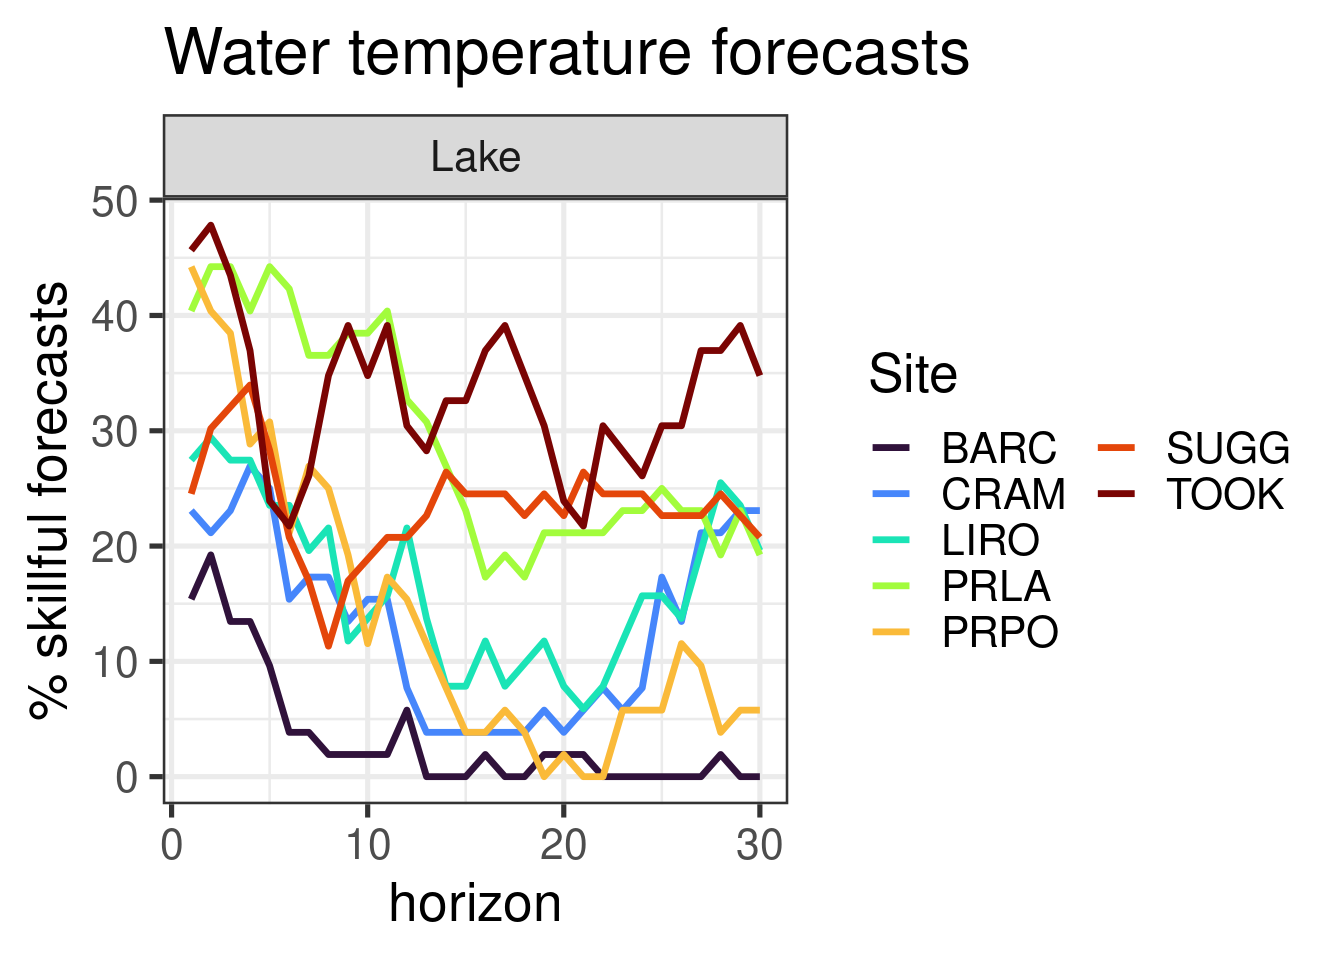 Water temperature forecasts
Lake
% skillful forecasts
50
40
30
20
10
0
0 10 20 30
horizon
Site
BARC SUGG
CRAM TOOK
LIRO
PRLA
PRPO